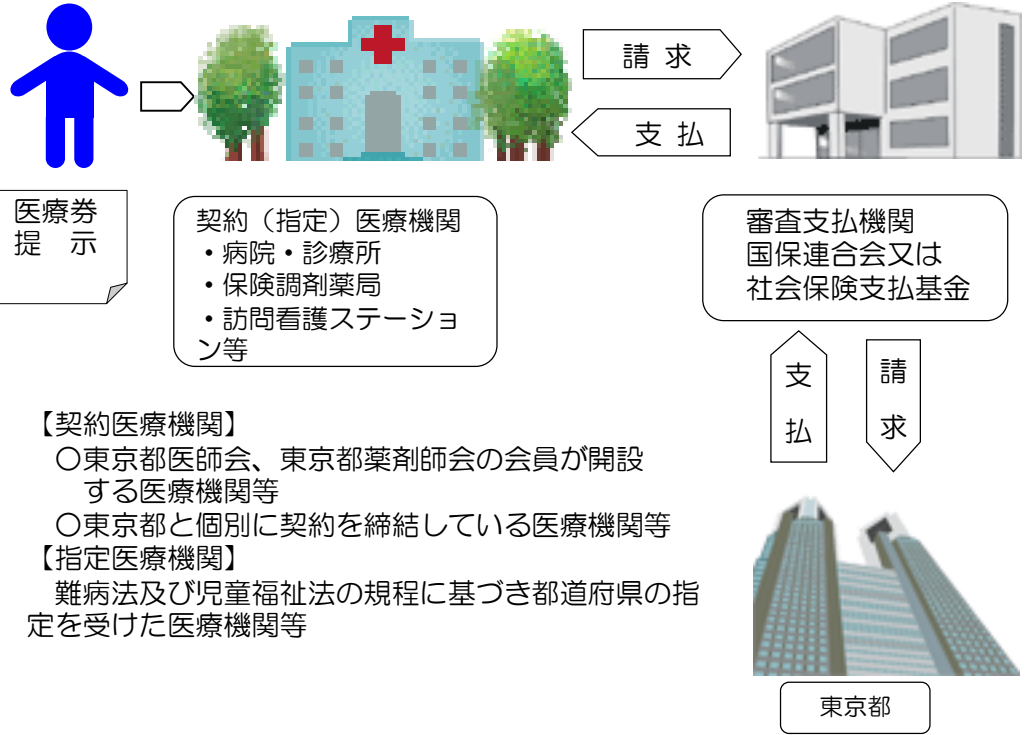 請 求
支 払
医療券
提　示
契約（指定）医療機関
・病院・診療所
・保険調剤薬局
・訪問看護ステーショ
ン等
審査支払機関
国保連合会又は
社会保険支払基金
支
払
請
求
【契約医療機関】
○東京都医師会、東京都薬剤師会の会員が開設
する医療機関等
○東京都と個別に契約を締結している医療機関等
【指定医療機関】
難病法及び児童福祉法の規程に基づき都道府県の指
定を受けた医療機関等
東京都